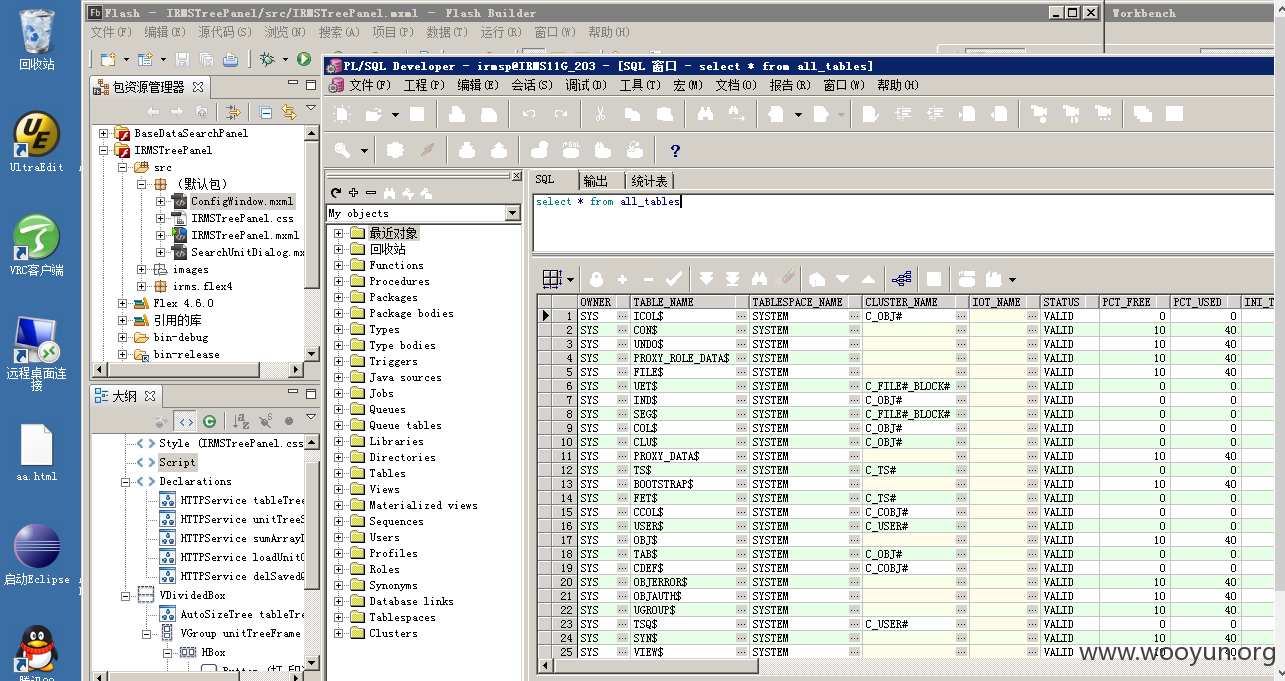 回收站
UltraEdit
VRC客户端
远程桌面连接
aa.html
启动Eclipse
Flash - IRMSTreePanel/src/IRMSTreePanel.mxml - Flash Builder
Workbench
文件(F) 编辑(E) 源代码(S) 浏览(N) 搜索(A) 项目(P) 数据(T) 运行(R) 窗口(W) 帮助(H)
包资源管理器
BaseDataSearchPanel
IRMSTreePanel
src
(默认包)
ConfigWindow.mxml
IRMSTreePanel.css
IRMSTreePanel.mxml
SearchUnitDialog.mx
images
irms.flex4
Flex 4.6.0
引用的库
bin-debug
bin-release
大纲
Style (IRMSTreePanel.css
Script
Declarations
HTTPService tableTree
HTTPService unitTreeS
HTTPService sumArrayI
HTTPService loadUnit
HTTPService delSaved
VDividedBox
AutoSizeTree tableTre
VGroup unitTreeFrame
HBox
PL/SQL Developer - irmsp@IRMS11G_203 - [SQL 窗口 - select * from all_tables]
文件(F) 工程(P) 编辑(E) 会话(S) 调试(D) 工具(T) 宏(M) 文档(O) 报告(R) 窗口(W) 帮助(H)
My objects
最近对象
回收站
Functions
Procedures
Packages
Package bodies
Types
Type bodies
Triggers
Java sources
Jobs
Queues
Queue tables
Libraries
Directories
Tables
Views
Materialized views
Sequences
Users
Profiles
Roles
Synonyms
Database links
Tablespaces
Clusters
SQL 输出 统计表
select * from all_tables
OWNER TABLE_NAME TABLESPACE_NAME CLUSTER_NAME IOT_NAME STATUS PCT_FREE PCT_USED INI_T
1 SYS ICOL$ SYSTEM C_OBJ# VALID 0 0
2 SYS CON$ SYSTEM VALID 10 40
3 SYS UNDO$ SYSTEM VALID 10 40
4 SYS PROXY_ROLE_DATA$ SYSTEM VALID 10 40
5 SYS FILE$ SYSTEM VALID 10 40
6 SYS UET$ SYSTEM C_FILE#_BLOCK# VALID 0 0
7 SYS IND$ SYSTEM C_OBJ# VALID 0 0
8 SYS SEG$ SYSTEM C_FILE#_BLOCK# VALID 0 0
9 SYS COL$ SYSTEM C_OBJ# VALID 0 0
10 SYS CLU$ SYSTEM C_OBJ# VALID 0 0
11 SYS PROXY_DATA$ SYSTEM VALID 10 40
12 SYS TS$ SYSTEM C_TS# VALID 0 0
13 SYS BOOTSTRAP$ SYSTEM VALID 10 40
14 SYS FET$ SYSTEM C_TS# VALID 0 0
15 SYS CCOL$ SYSTEM C_COBJ# VALID 0 0
16 SYS USER$ SYSTEM C_USER# VALID 0 0
17 SYS OBJ$ SYSTEM VALID 10 40
18 SYS TAB$ SYSTEM C_OBJ# VALID 0 0
19 SYS CDEF$ SYSTEM C_COBJ# VALID 0 0
20 SYS OBJERROR$ SYSTEM VALID 10 40
21 SYS OBJAUTH$ SYSTEM VALID 10 40
22 SYS UGROUP$ SYSTEM VALID 10 40
23 SYS TSQ$ SYSTEM C_USER# VALID 0 0
24 SYS SYN$ SYSTEM VALID 10 40
25 SYS VIEW$ SYSTEM VALID 10 40
www.wooyun.org